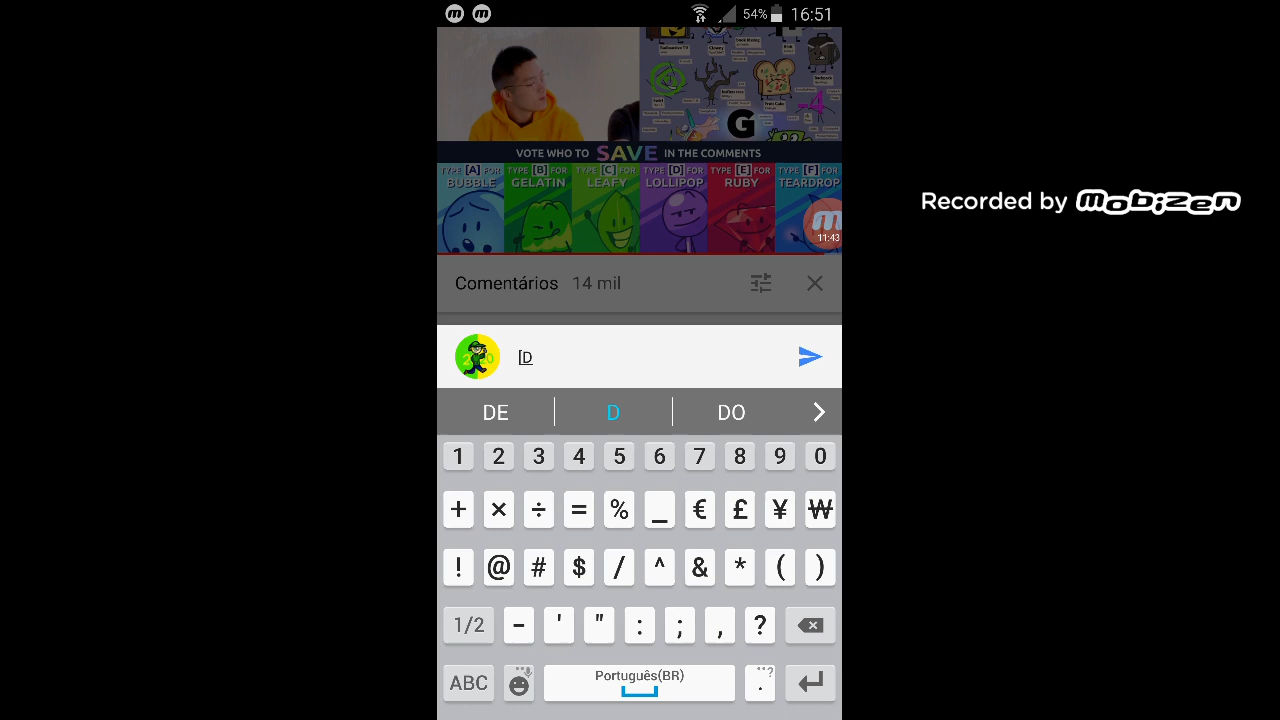 54% 16:51
VOTE WHO TO SAVE IN THE COMMENTS
TYPE [A] FOR BUBBLE
TYPE [B] FOR GELATIN
TYPE [C] FOR LEAFY
TYPE [D] FOR LOLLIPOP
TYPE [E] FOR RUBY
TYPE [F] FOR TEARDROP
G
-4
11:43
Recorded by mobizen
Comentários 14 mil
[D
DE D DO
1 2 3 4 5 6 7 8 9 0
+ × ÷ = % _ € £ ¥ ₩
! @ # $ / ^ & * ( )
1/2 - ' " : ; , ?
Português(BR)
ABC .